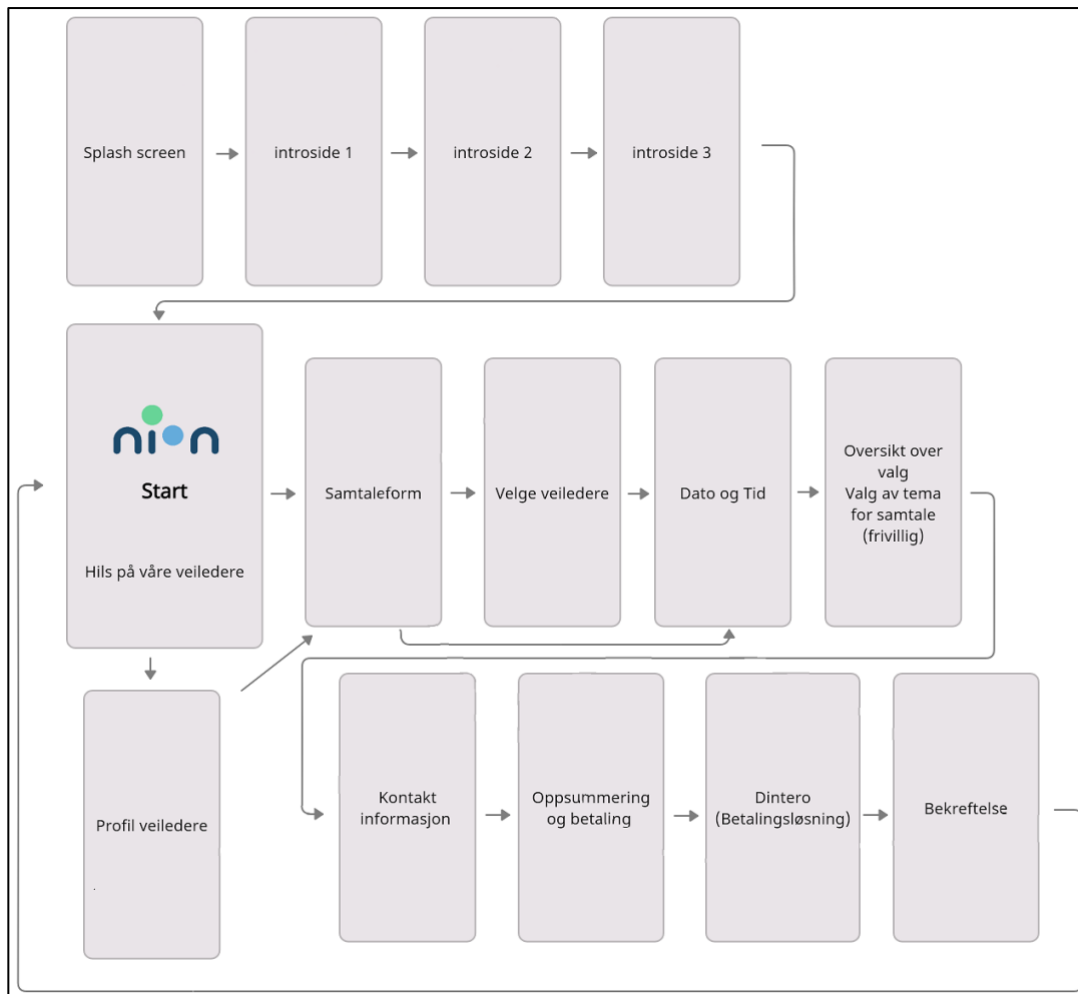 Splash screen
introside 1
introside 2
introside 3
nion
Start
Hils på våre veiledere
Samtaleform
Velge veiledere
Dato og Tid
Oversikt over
valg
Valg av tema
for samtale
(frivillig)
Profil veiledere
Kontakt
informasjon
Oppsummering
og betaling
Dintero
(Betalingsløsning)
Bekreftelse